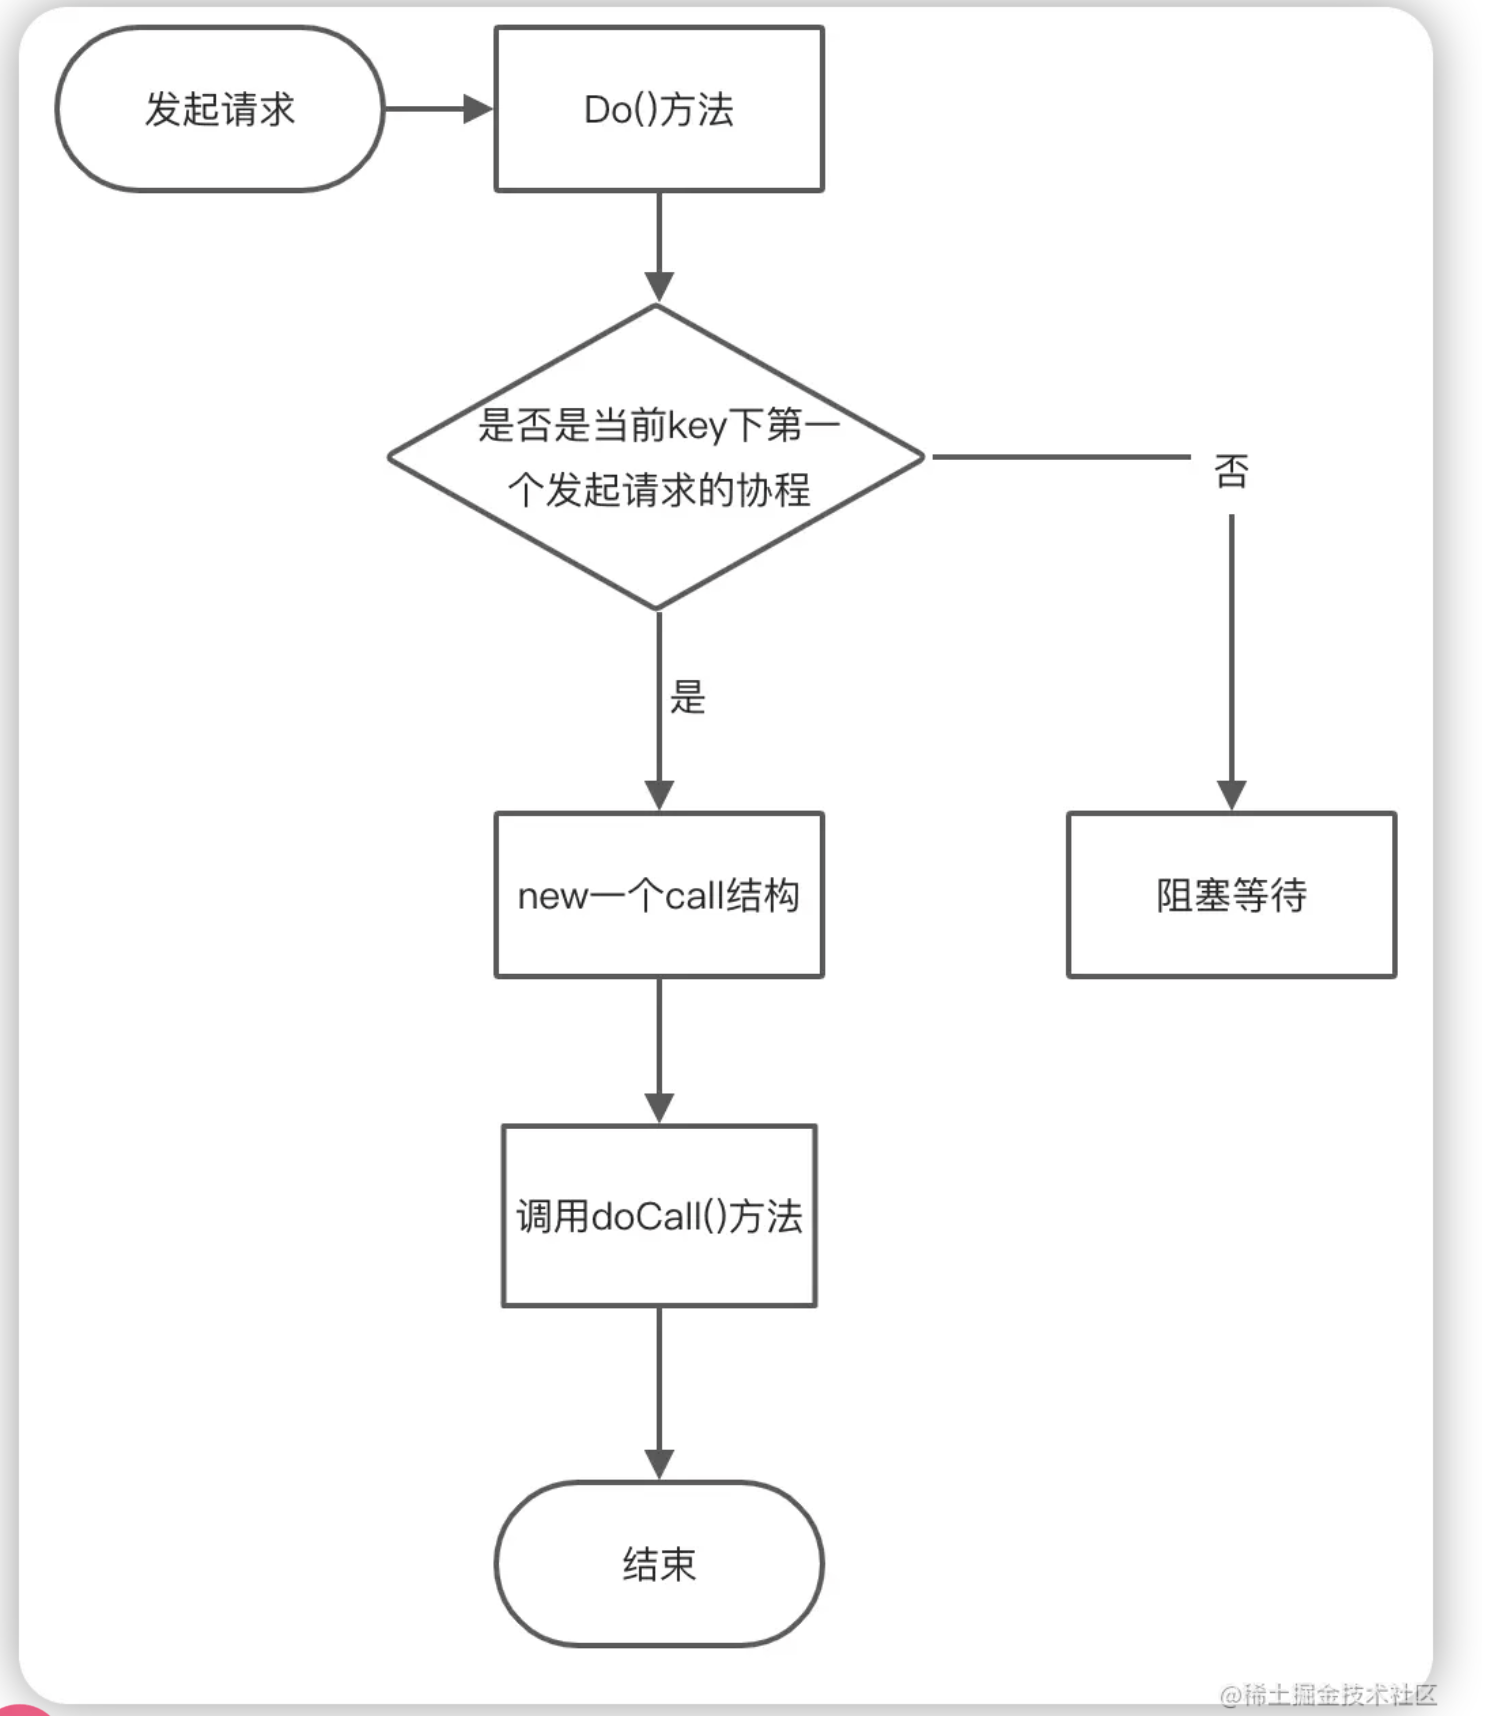 发起请求
Do()方法
是否是当前key下第一
个发起请求的协程
否
是
new一个call结构
阻塞等待
调用doCall()方法
结束
@稀土掘金技术社区